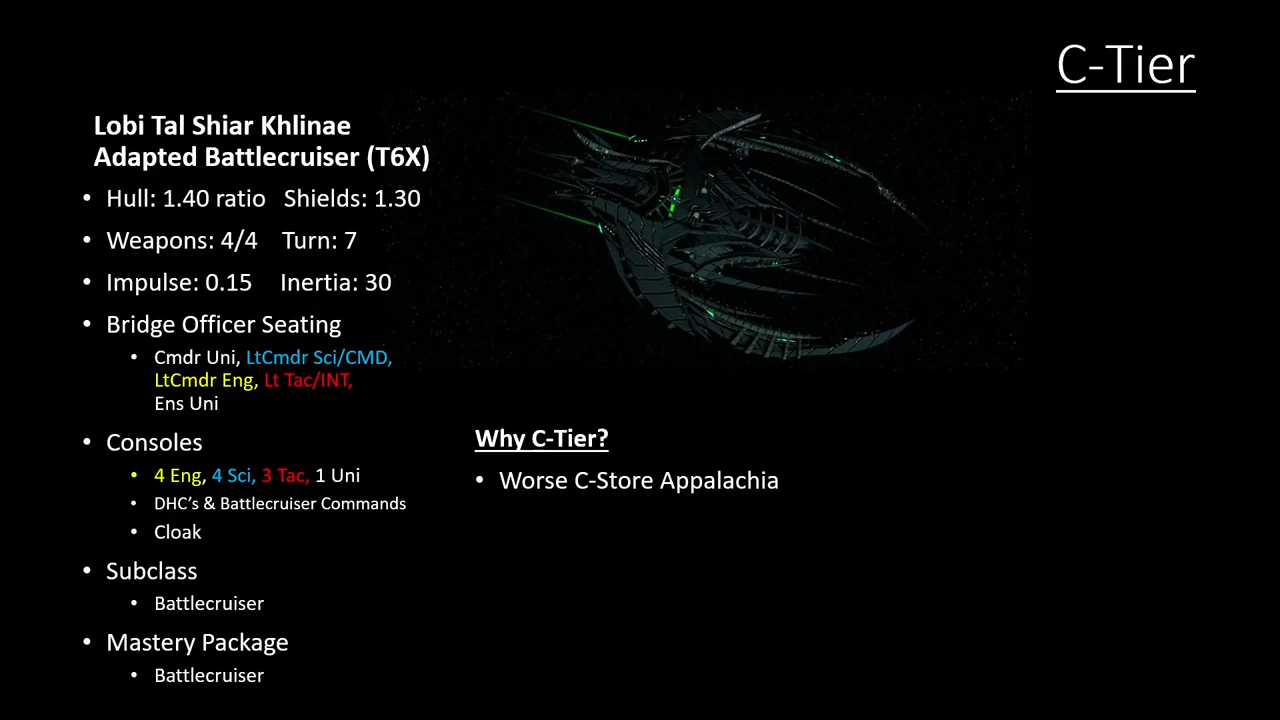 C-Tier
Lobi Tal Shiar Khlinae
Adapted Battlecruiser (T6X)
• Hull: 1.40 ratio Shields: 1.30
• Weapons: 4/4 Turn: 7
• Impulse: 0.15 Inertia: 30
• Bridge Officer Seating
• Cmdr Uni, LtCmdr Sci/CMD,
LtCmdr Eng, Lt Tac/INT,
Ens Uni
• Consoles
• 4 Eng, 4 Sci, 3 Tac, 1 Uni
• DHC's & Battlecruiser Commands
• Cloak
• Subclass
• Battlecruiser
• Mastery Package
• Battlecruiser
Why C-Tier?
• Worse C-Store Appalachia